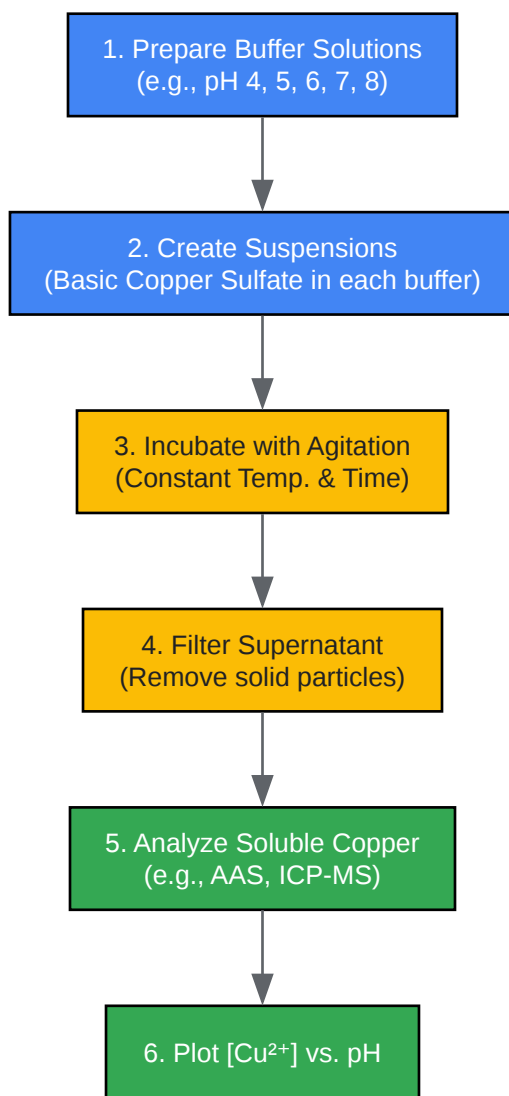 1. Prepare Buffer Solutions
(e.g., pH 4, 5, 6, 7, 8)
2. Create Suspensions
(Basic Copper Sulfate in each buffer)
3. Incubate with Agitation
(Constant Temp. & Time)
4. Filter Supernatant
(Remove solid particles)
5. Analyze Soluble Copper
(e.g., AAS, ICP-MS)
6. Plot [Cu²⁺] vs. pH